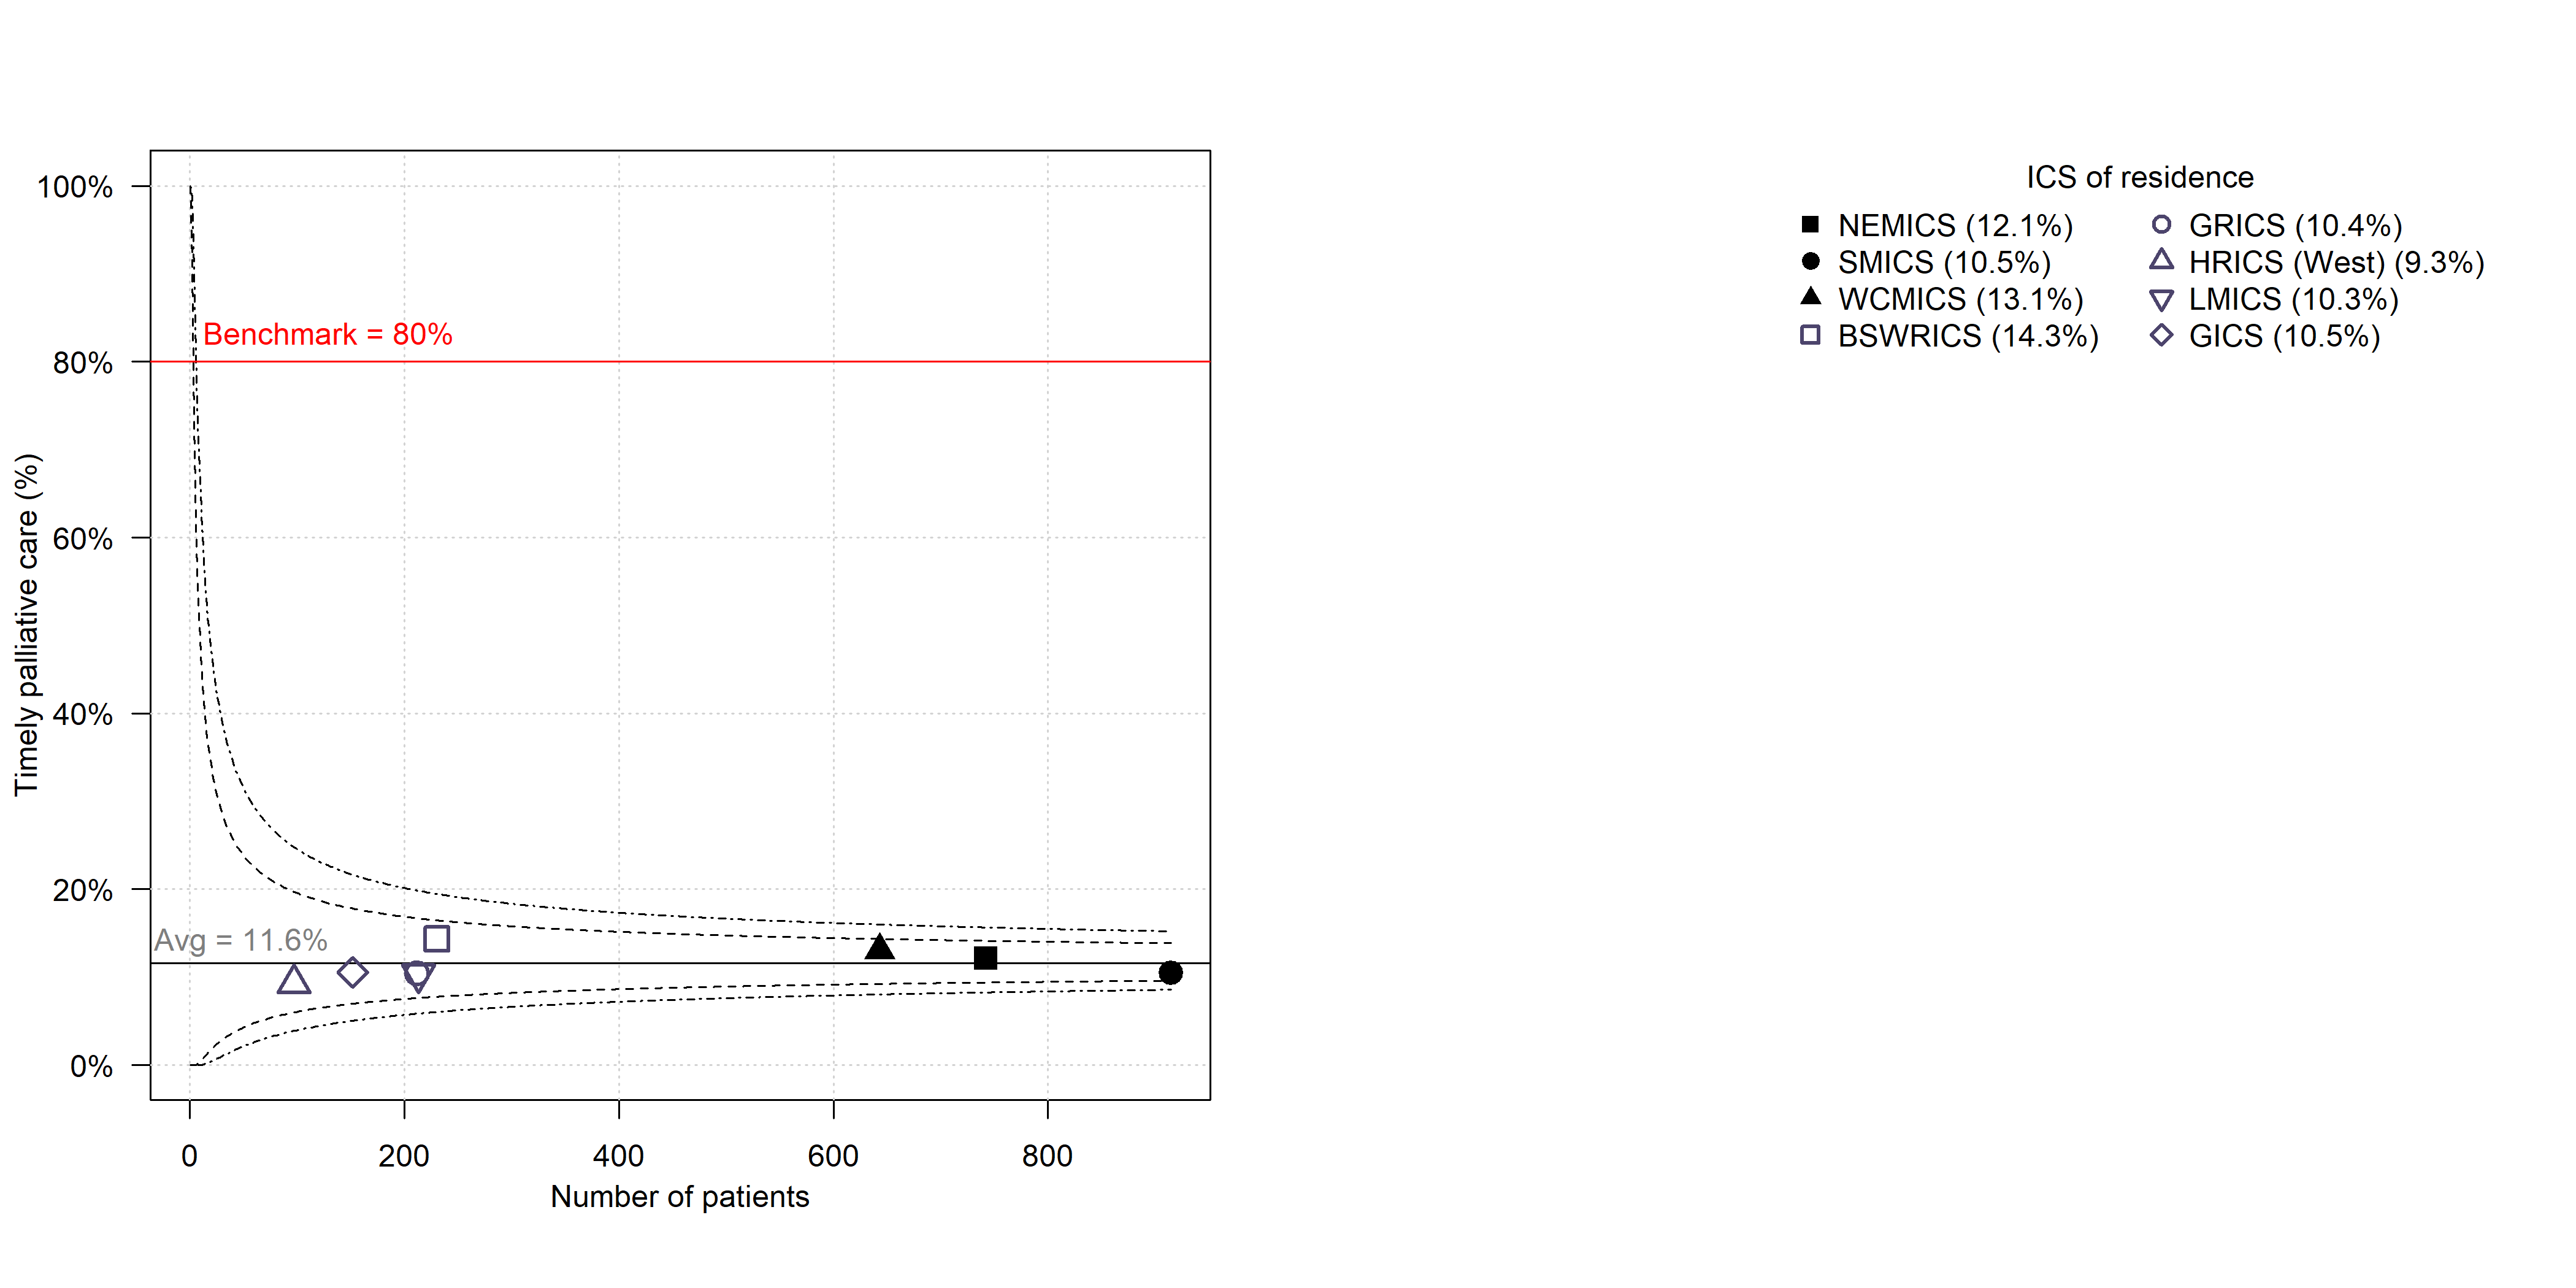 100%
80%
60%
40%
20%
0%
Timely palliative care (%)
Benchmark = 80%
Avg = 11.6%
0 200 400 600 800
Number of patients
ICS of residence
NEMICS (12.1%)
SMICS (10.5%)
WCMICS (13.1%)
BSWRICS (14.3%)
GRICS (10.4%)
HRICS (West) (9.3%)
LMICS (10.3%)
GICS (10.5%)